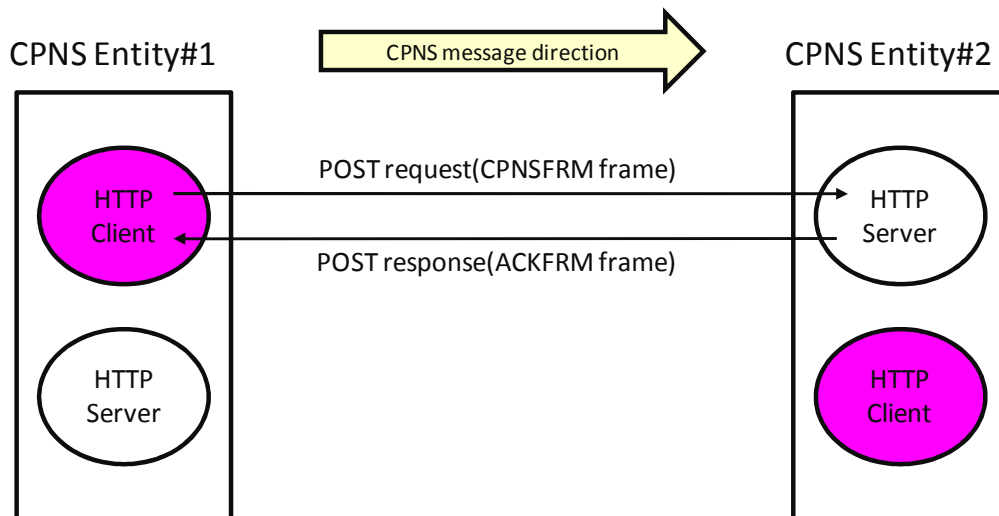 CPNS Entity#1
CPNS message direction
CPNS Entity#2
POST request(CPNSFRM frame)
HTTP
Client
HTTP
Server
POST response(ACKFRM frame)
HTTP
Server
HTTP
Client